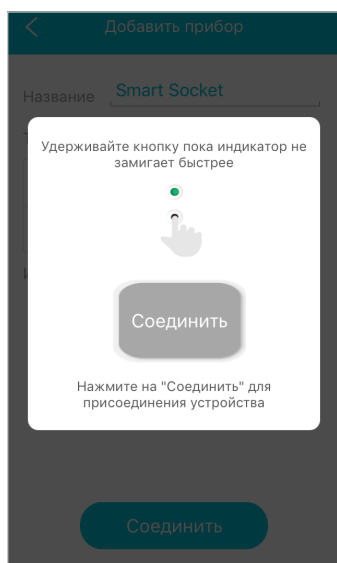 Добавить прибор
Название Smart Socket
Удерживайте кнопку пока индикатор не
замигает быстрее
Соединить
Нажмите на "Соединить" для
присоединения устройства
Соединить